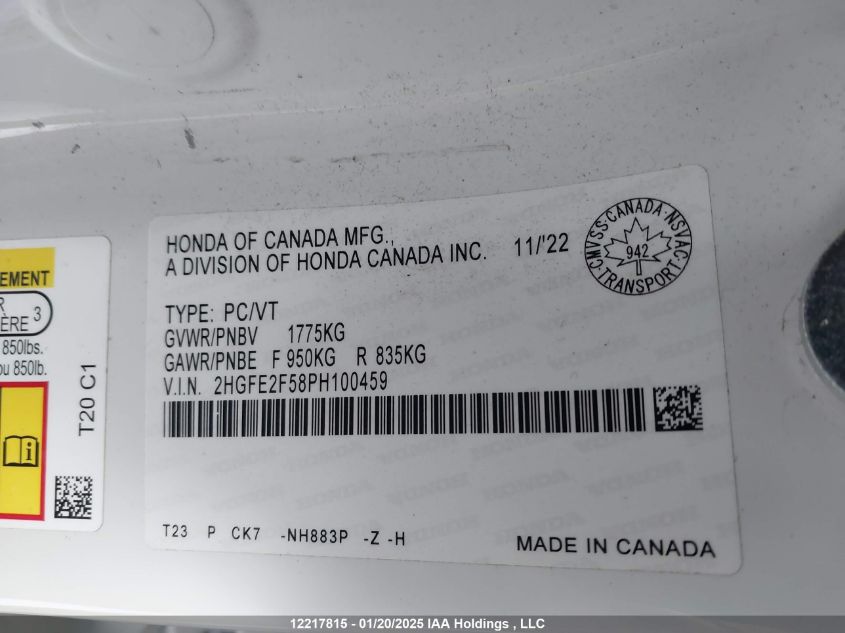 EMENT
R
ÈRE 3
850lbs.
ou 850lb.
T20 C1
HONDA OF CANADA MFG.,
A DIVISION OF HONDA CANADA INC. 11/'22
CMVSS·CANADA·NSVAC·TRANSPORT·
942
TYPE: PC/VT
GVWR/PNBV 1775KG
GAWR/PNBE F 950KG R 835KG
V.I.N. 2HGFE2F58PH100459
T23 P CK7 -NH883P -Z -H
MADE IN CANADA
12217815 - 01/20/2025 IAA Holdings , LLC